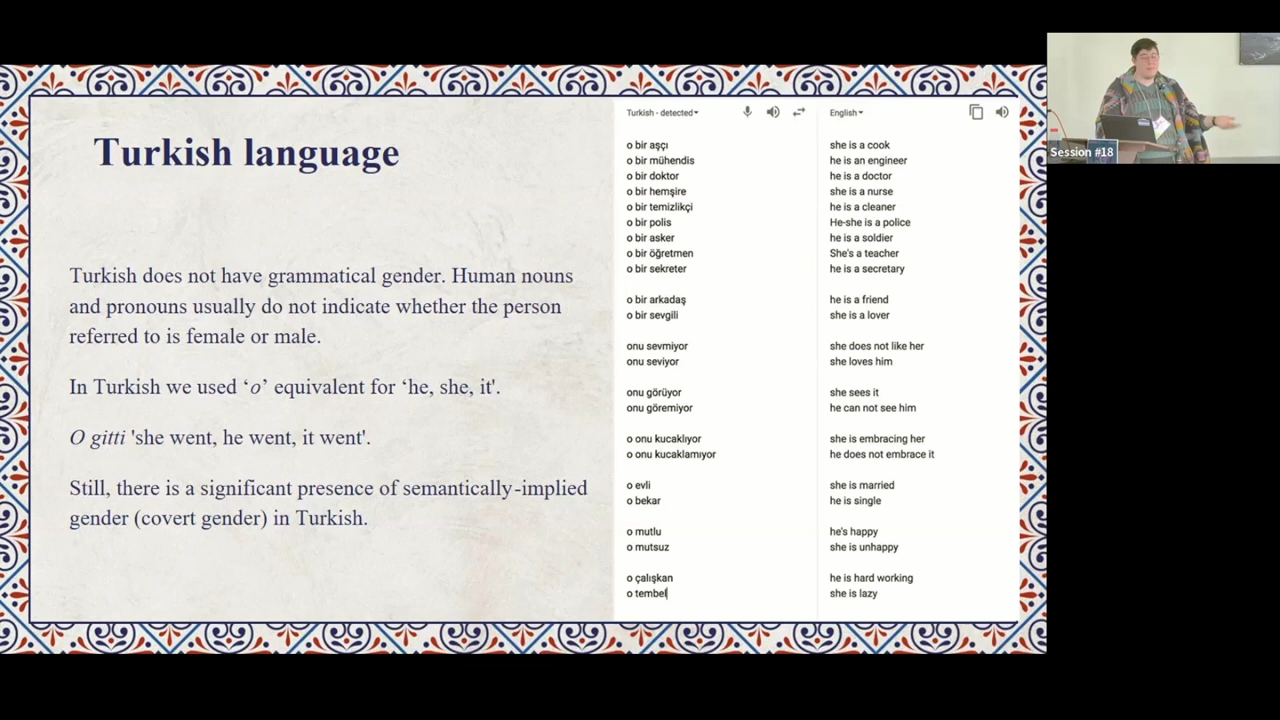 Turkish language
Turkish does not have grammatical gender. Human nouns
and pronouns usually do not indicate whether the person
referred to is female or male.
In Turkish we used ‘o’ equivalent for ‘he, she, it'.
O gitti 'she went, he went, it went'.
Still, there is a significant presence of semantically-implied
gender (covert gender) in Turkish.
Turkish - detected
English
o bir aşçı she is a cook
o bir mühendis he is an engineer
o bir doktor he is a doctor
o bir hemşire she is a nurse
o bir temizlikçi he is a cleaner
o bir polis He-she is a police
o bir asker he is a soldier
o bir öğretmen She's a teacher
o bir sekreter he is a secretary
o bir arkadaş he is a friend
o bir sevgili she is a lover
onu sevmiyor she does not like her
onu seviyor she loves him
onu görüyor she sees it
onu göremiyor he can not see him
o onu kucaklıyor she is embracing her
o onu kucaklamıyor he does not embrace it
o evli she is married
o bekar he is single
o mutlu he's happy
o mutsuz she is unhappy
o çalışkan he is hard working
o tembel she is lazy
Session #18